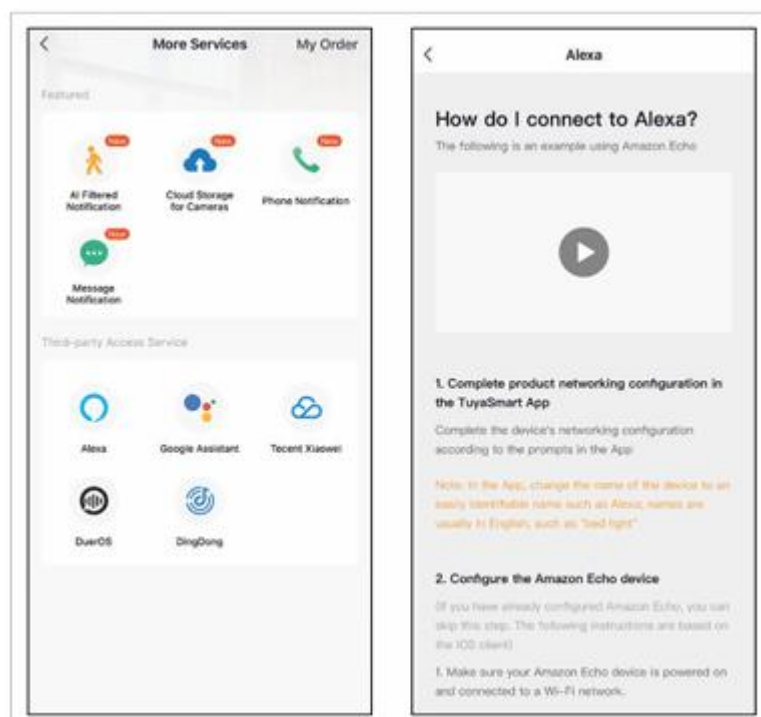 More Services
My Order
Featured
New
New
New
AI Filtered
Notification
Cloud Storage
for Cameras
Phone Notification
New
Message
Notification
Third-party Access Service
Alexa
Google Assistant
Tecent Xiaowei
DuerOS
DingDong
Alexa
How do I connect to Alexa?
The following is an example using Amazon Echo
1. Complete product networking configuration in
the TuyaSmart App
Complete the device's networking configuration
according to the prompts in the App
Note: In the App, change the name of the device to an
easily identifiable name such as Alexa; names are
usually in English, such as "bed light"
2. Configure the Amazon Echo device
(If you have already configured Amazon Echo, you can
skip this step. The following instructions are based on
the iOS client)
1. Make sure your Amazon Echo device is powered on
and connected to a Wi-Fi network.